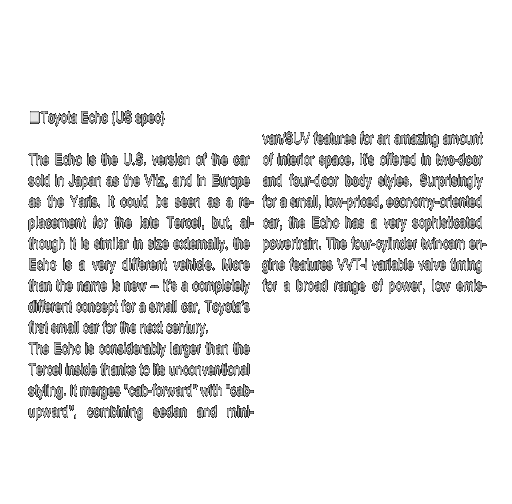 ■Toyota Echo (US spec)
The Echo is the U.S. version of the car
sold in Japan as the Vitz, and in Europe
as the Yaris. It could be seen as a re-
placement for the late Tercel, but, al-
though it is similar in size externally, the
Echo is a very different vehicle. More
than the name is new – it's a completely
different concept for a small car, Toyota's
first small car for the next century.
The Echo is considerably larger than the
Tercel inside thanks to its unconventional
styling. It merges "cab-forward" with "cab-
upward", combining sedan and mini-
van/SUV features for an amazing amount
of interior space. It's offered in two-door
and four-door body styles. Surprisingly
for a small, low-priced, economy-oriented
car, the Echo has a very sophisticated
powertrain. The four-cylinder twincam en-
gine features VVT-i variable valve timing
for a broad range of power, low emis-